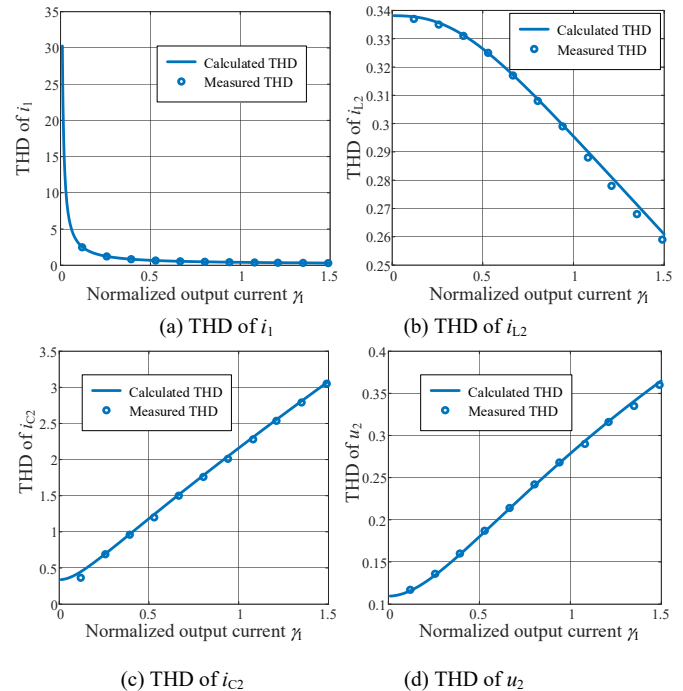 35
30
25
20
15
10
5
0
THD of i1
Calculated THD
Measured THD
0
0.5
1
1.5
Normalized output current γI
(a) THD of i1
0.34
0.33
0.32
0.31
0.3
0.29
0.28
0.27
0.26
0.25
THD of iL2
Calculated THD
Measured THD
0
0.5
1
1.5
Normalized output current γI
(b) THD of iL2
3.5
3
2.5
2
1.5
1
0.5
0
THD of iC2
Calculated THD
Measured THD
0
0.5
1
1.5
Normalized output current γI
(c) THD of iC2
0.4
0.35
0.3
0.25
0.2
0.15
0.1
THD of u2
Calculated THD
Measured THD
0
0.5
1
1.5
Normalized output current γI
(d) THD of u2